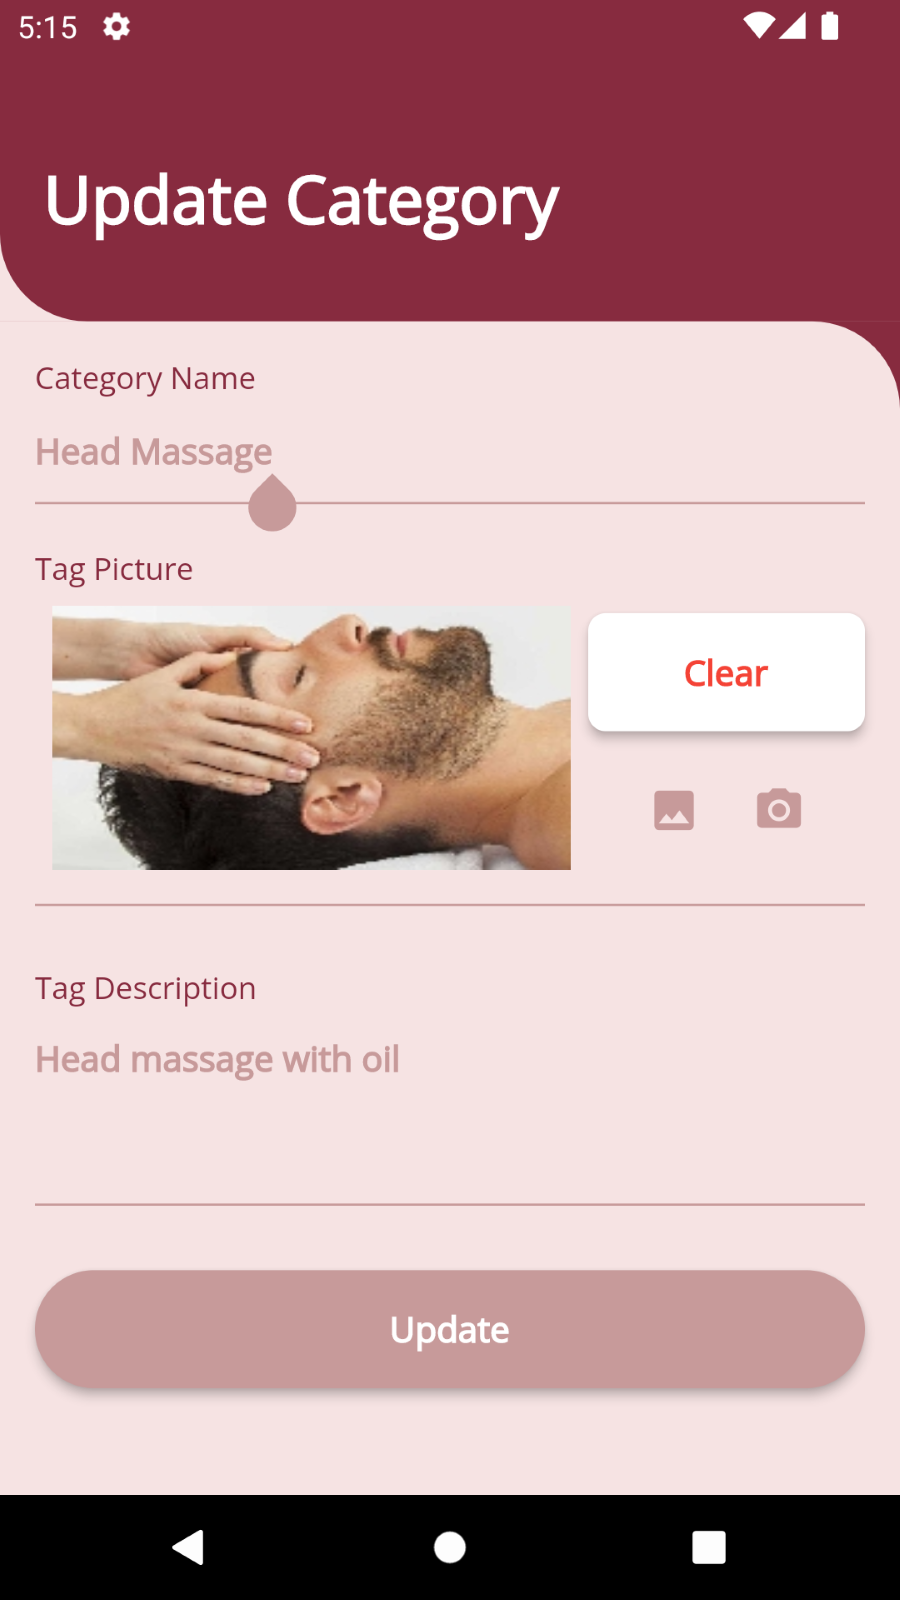 5:15
Update Category
Category Name
Head Massage
Tag Picture
Clear
Tag Description
Head massage with oil
Update